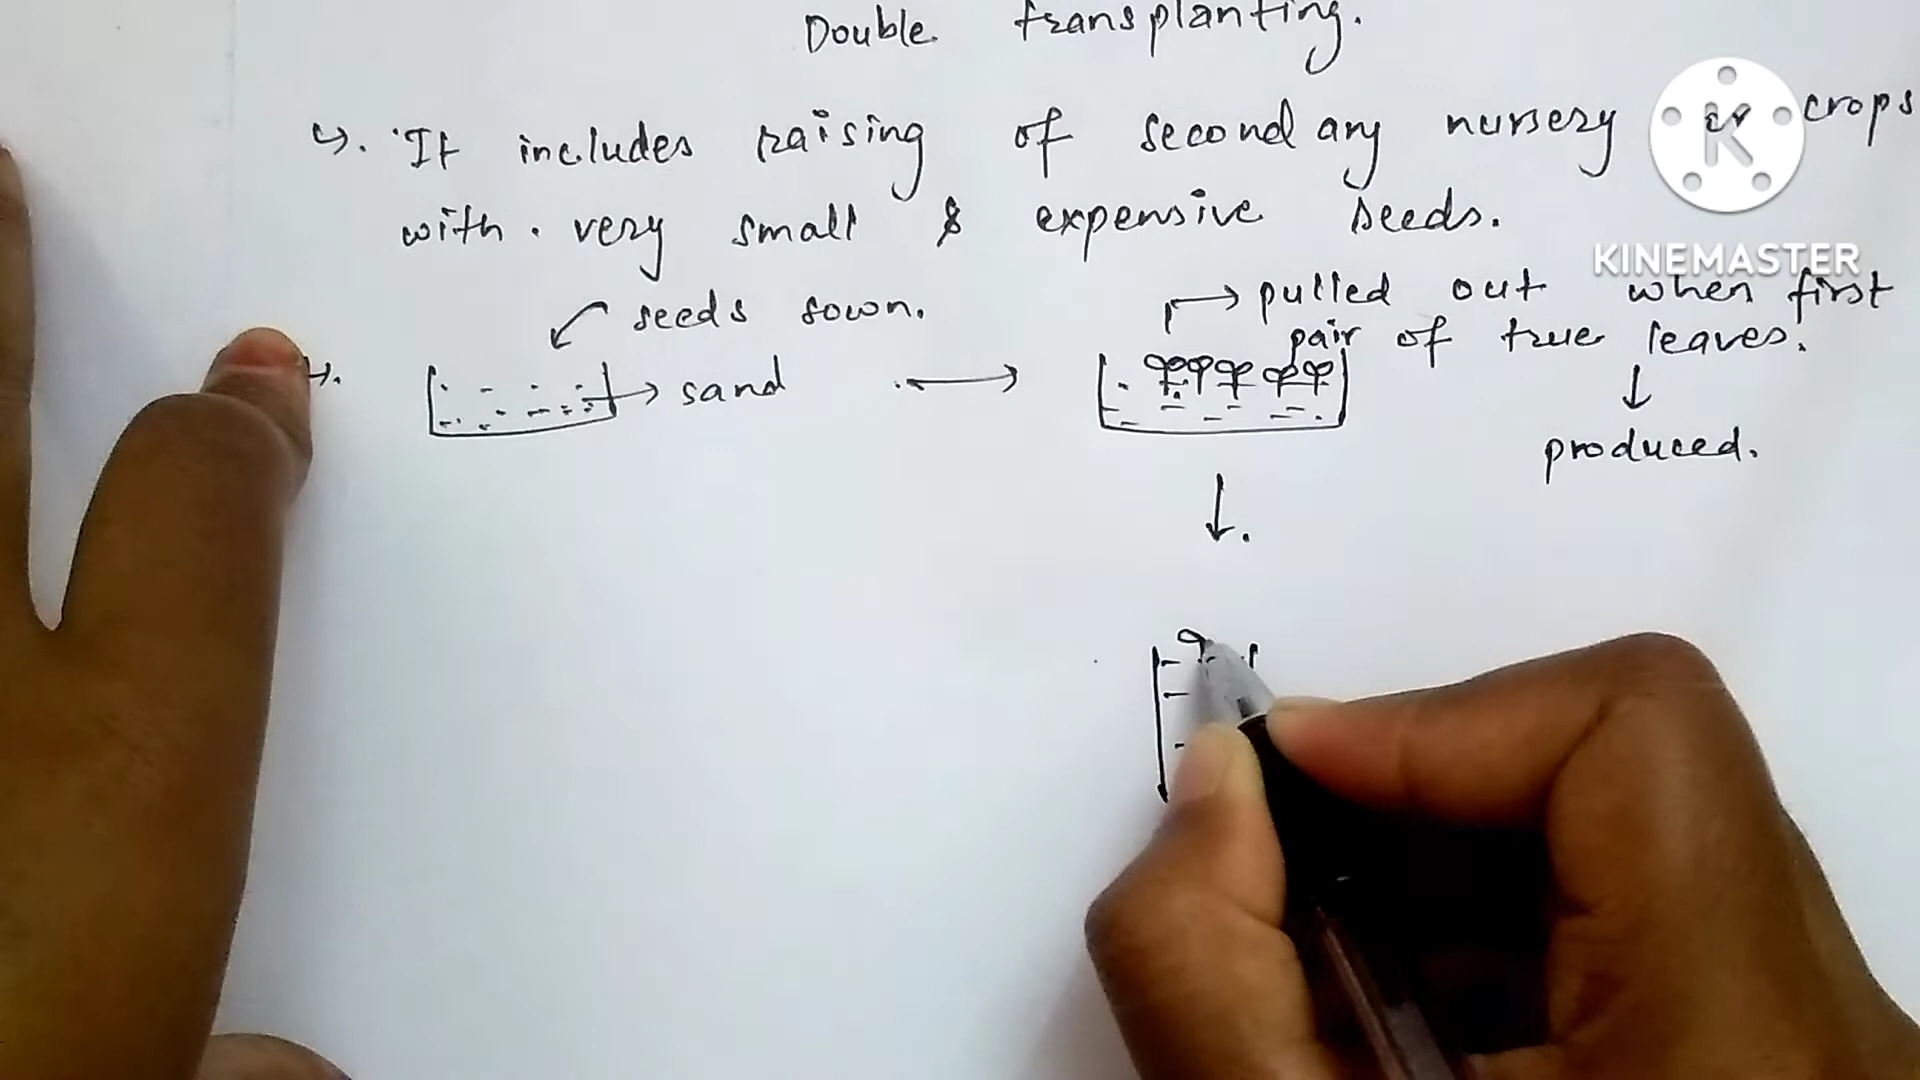 Double. transplanting.
↪. It includes raising of secondary nursery crops
with. very small & expensive seeds.
seeds sown.
→ pulled out when first
pair of true leaves.
→ sand
produced.
K
KINEMASTER